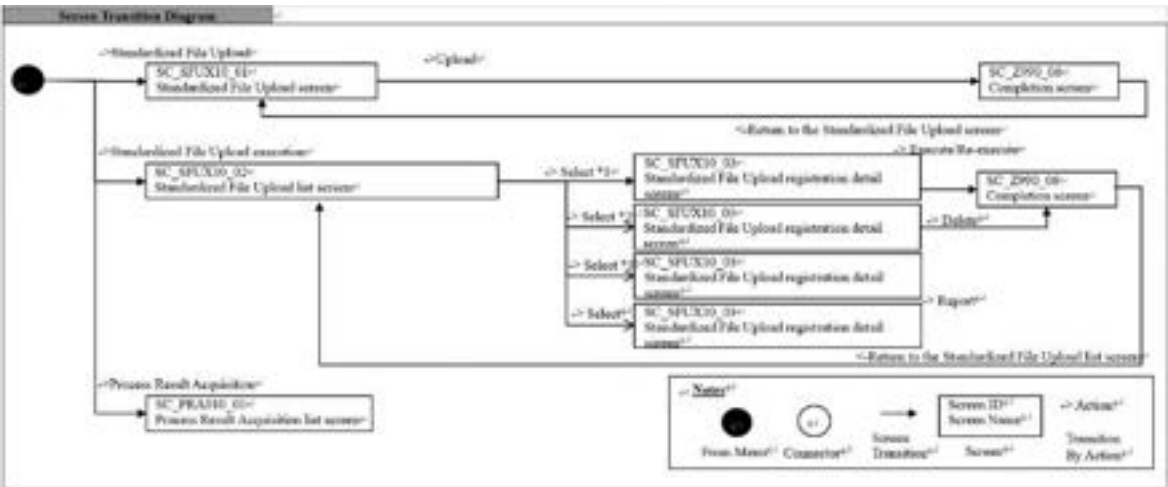 Screen Transition Diagram
->Standardized File Upload
SC_SFUX10_01
Standardized File Upload screen
->Upload
SC_Z990_06
Completion screen
<-Return to the Standardized File Upload screen
->Standardized File Upload execution
SC_SFUX10_02
Standardized File Upload list screen
-> Select *1
SC_SFUX10_03
Standardized File Upload registration detail
screen
-> Execute/Re-execute
SC_Z990_06
Completion screen
-> Select
SC_SFUX10_03
Standardized File Upload registration detail
screen
-> Delete
-> Select
SC_SFUX10_03
Standardized File Upload registration detail
screen
-> Select
SC_SFUX10_03
Standardized File Upload registration detail
screen
-> Report
<-Return to the Standardized File Upload list screen
->Process Result Acquisition
Process Result Acquisition list screen
Notes
From Menu
Connector
Screen
Transition
Screen ID
Screen Name
Screen
-> Action
Transition
By Action